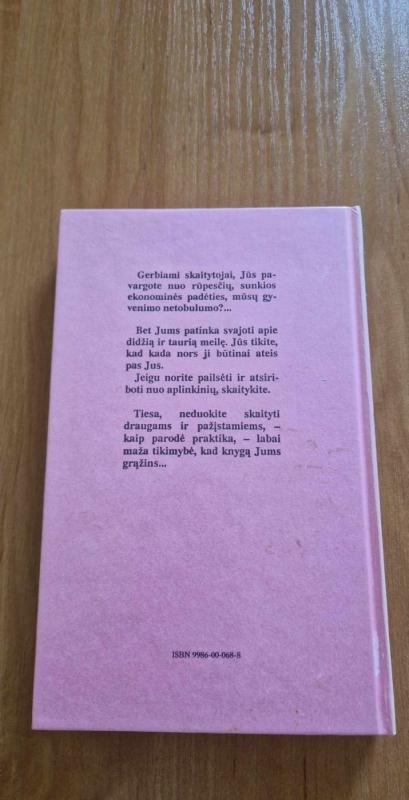 Gerbiami skaitytojai, Jūs pa-
vargote nuo rūpesčių, sunkios
ekonominės padėties, mūsų gy-
venimo netobulumo?...
Bet Jums patinka svajoti apie
didžią ir taurią meilę. Jūs tikite,
kad kada nors ji būtinai ateis
pas Jus.
Jeigu norite pailsėti ir atsiri-
boti nuo aplinkinių, skaitykite.
Tiesa, neduokite skaityti
draugams ir pažįstamiems, –
kaip parodė praktika, – labai
maža tikimybė, kad knygą Jums
grąžins...
ISBN 9986-00-068-8